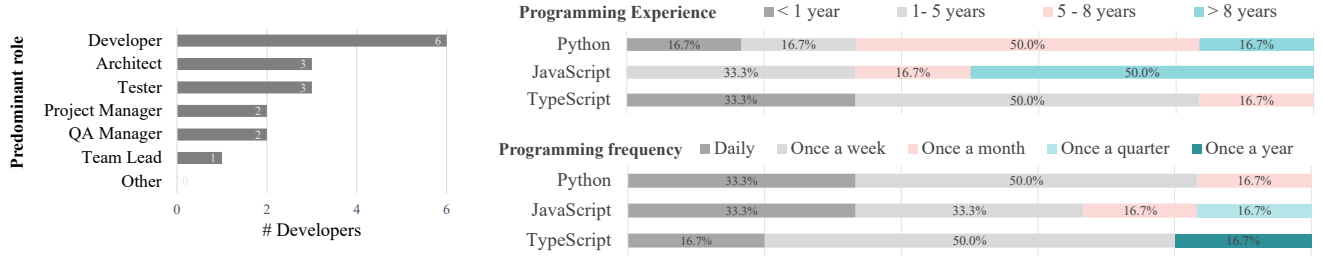 Predominant role
Developer 6
Architect 3
Tester 3
Project Manager 2
QA Manager 2
Team Lead 1
Other 0
0 2 4 6
# Developers
Programming Experience < 1 year 1- 5 years 5 - 8 years > 8 years
Python 16.7% 16.7% 50.0% 16.7%
JavaScript 33.3% 16.7% 50.0%
TypeScript 33.3% 50.0% 16.7%
Programming frequency Daily Once a week Once a month Once a quarter Once a year
Python 33.3% 50.0% 16.7%
JavaScript 33.3% 33.3% 16.7% 16.7%
TypeScript 16.7% 50.0% 16.7%